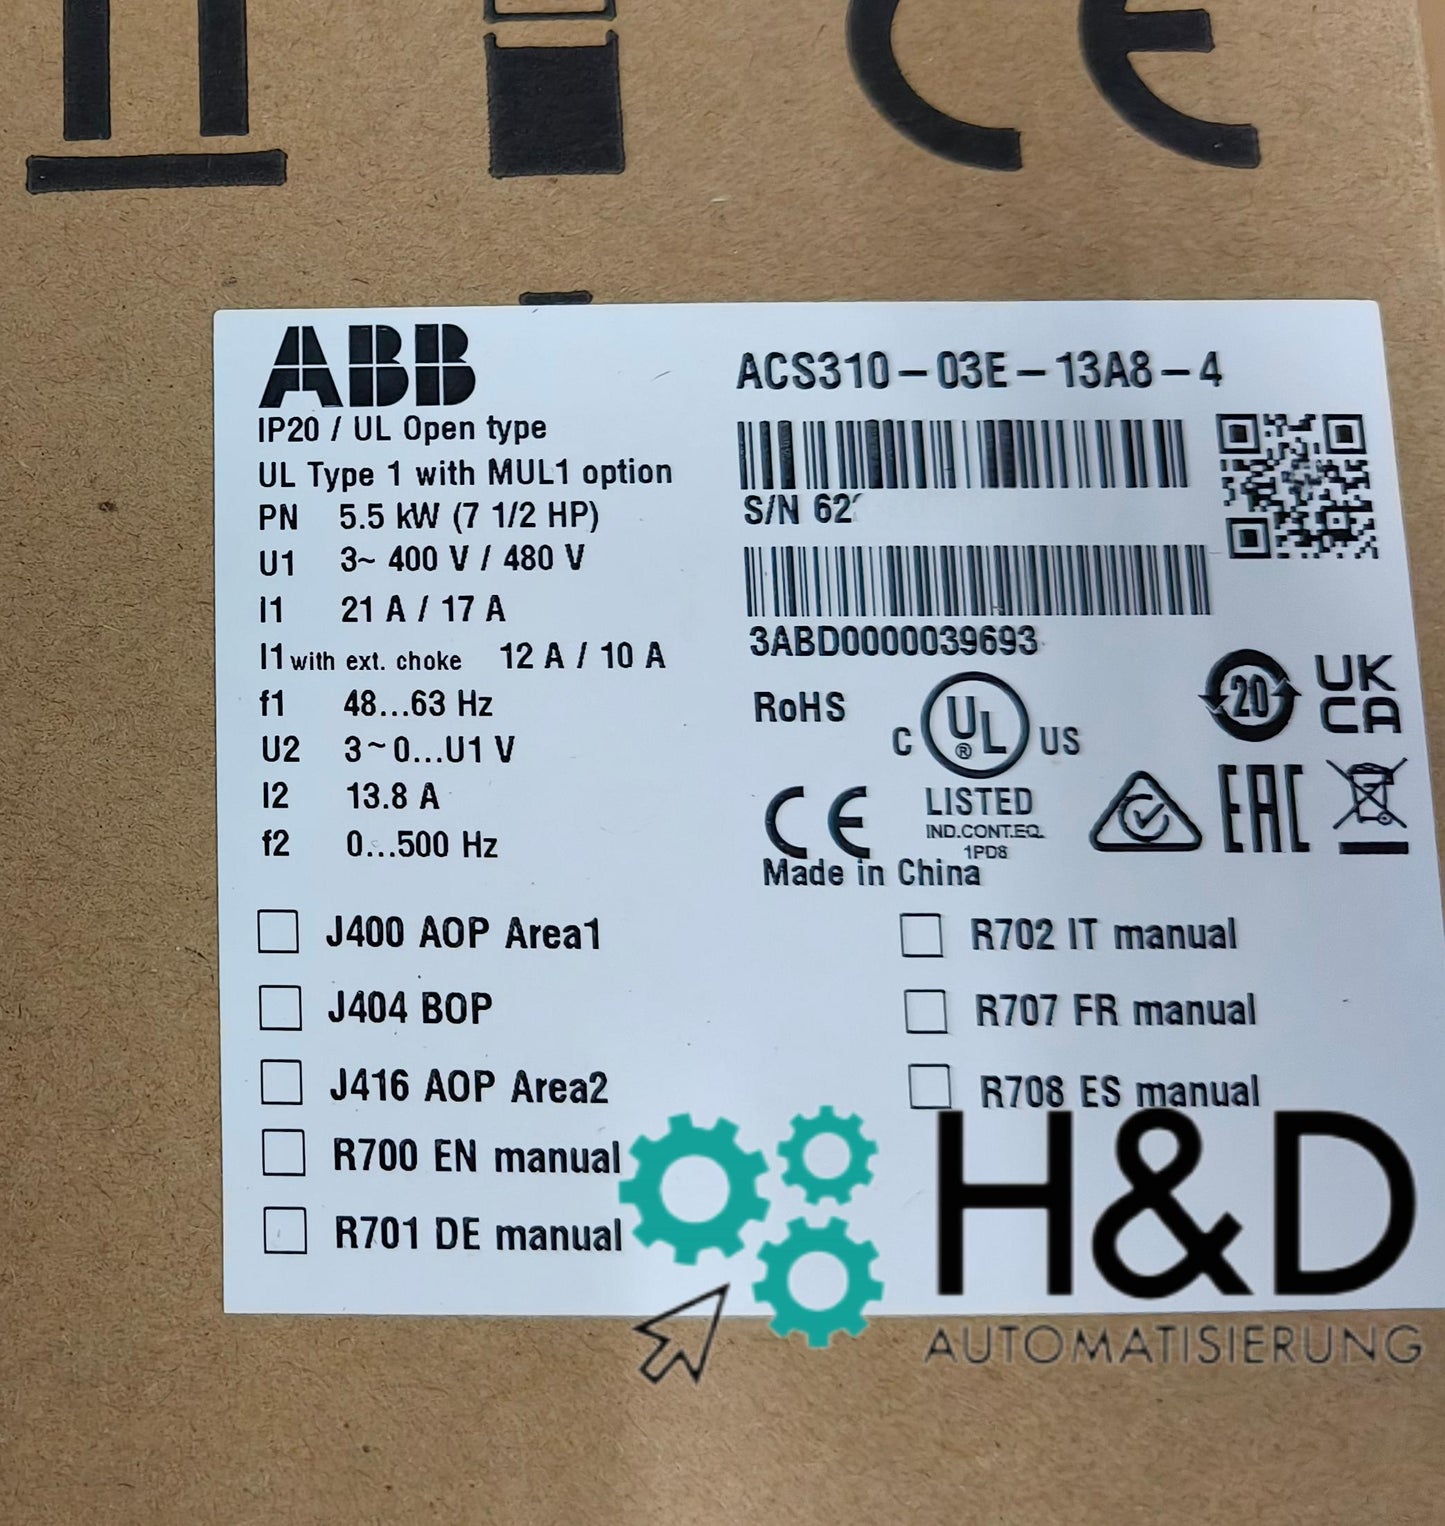 CE
ABB
IP20 / UL Open type
UL Type 1 with MUL1 option
PN 5.5 kW (7 1/2 HP)
U1 3~ 400 V / 480 V
I1 21 A / 17 A
I1 with ext. choke 12 A / 10 A
f1 48...63 Hz
U2 3~0...U1 V
I2 13.8 A
f2 0...500 Hz
ACS310-03E-13A8-4
S/N 62
3ABD0000039693
RoHS
C UL ® US
LISTED
IND.CONT.EQ.
1PD8
20
UK
CA
CE
EAC
Made in China
J400 AOP Area1
J404 BOP
J416 AOP Area2
R700 EN manual
R701 DE manual
R702 IT manual
R707 FR manual
R708 ES manual
H&D
AUTOMATISIERUNG